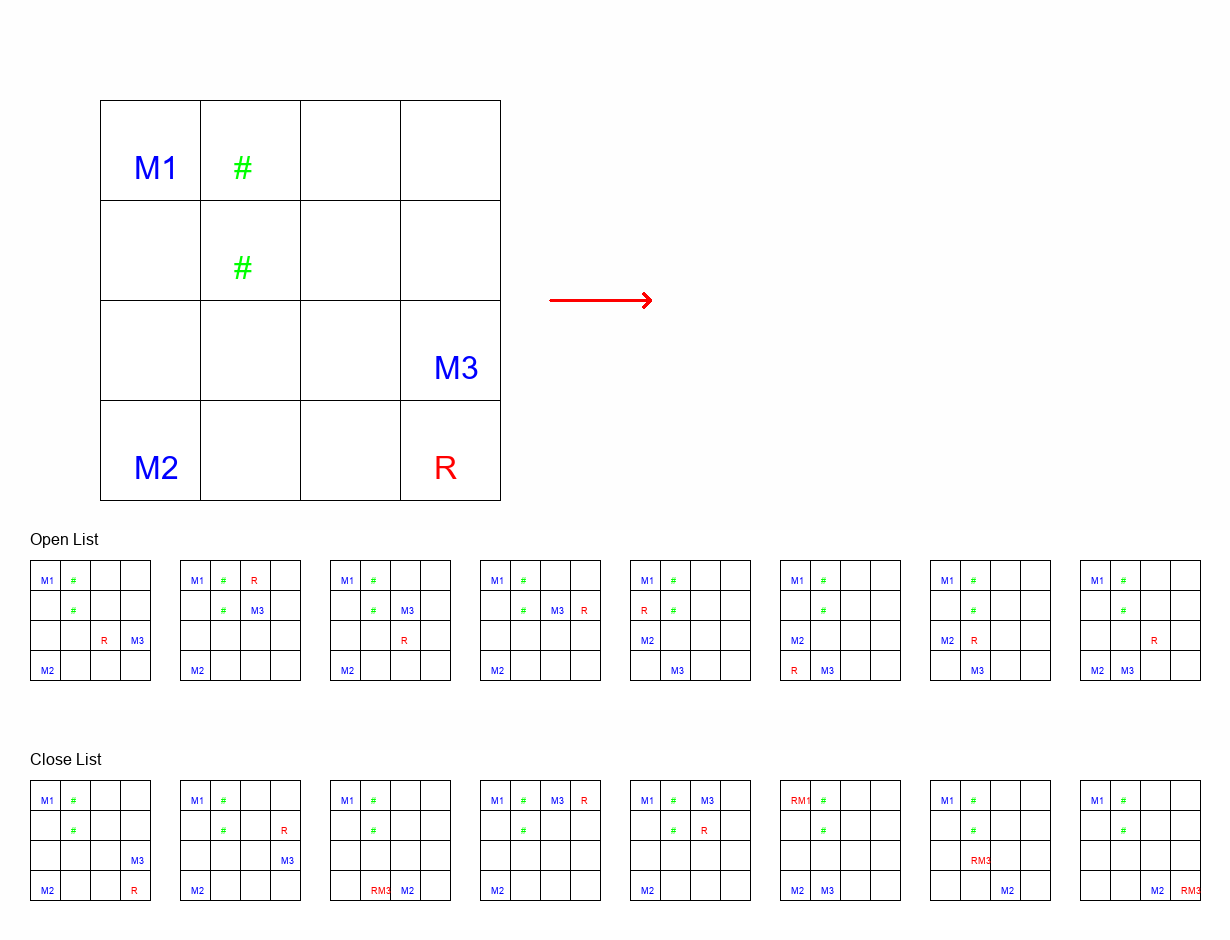 M1 #
#
M3
M2 R
Open List
M1 # M1 # R M1 # M1 # M1 # M1 # M1 # M1 #
# # M3 # M3 # M3 R R # # # #
R M3 R M2 M2 M2 R R
M2 M2 M2 M2 M3 R M3 M3 M2 M3
Close List
M1 # M1 # M1 # M1 # M3 R M1 # M3 RM1 # M1 # M1 #
# # R # # # R # # #
M3 M3 RM3
M2 R M2 RM3 M2 M2 M2 M2 M3 M2 M2 RM3